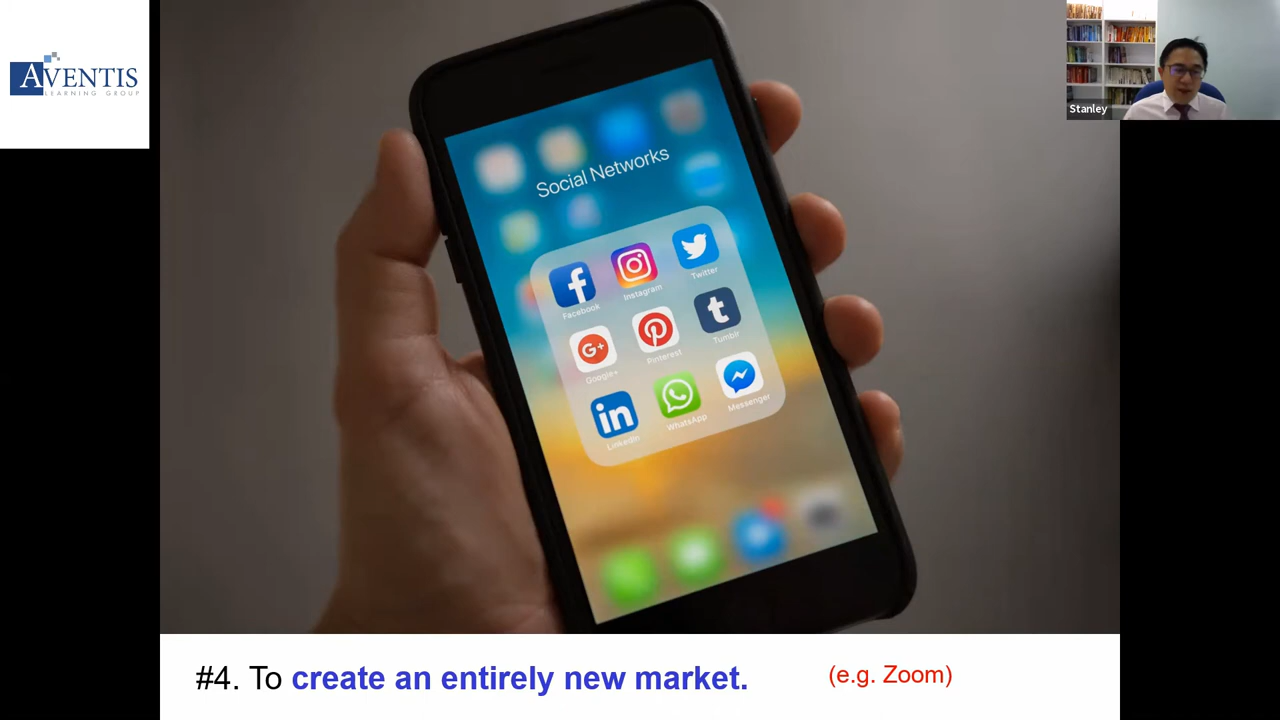 AVENTIS
LEARNING GROUP
Stanley
Social Networks
Facebook
Instagram
Twitter
G+
Google+
Pinterest
t
Tumblr
in
LinkedIn
WhatsApp
Messenger
#4. To create an entirely new market.
(e.g. Zoom)